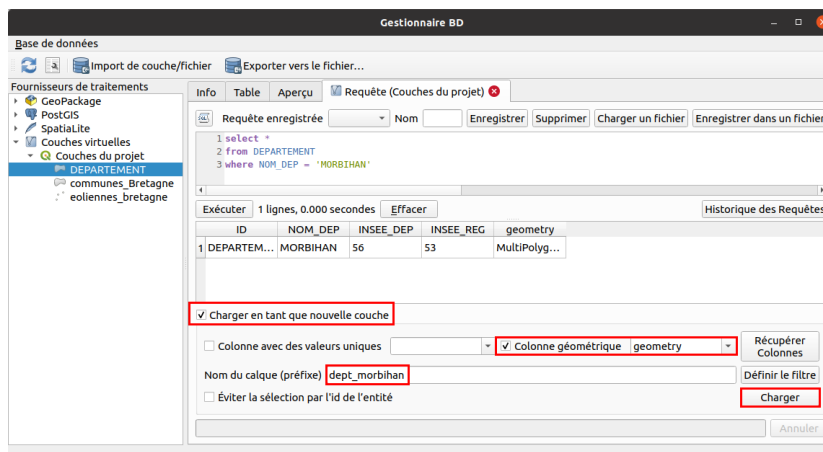 Gestionnaire BD
Base de données
Import de couche/fichier Exporter vers le fichier...
Fournisseurs de traitements
GeoPackage
PostGIS
SpatiaLite
Couches virtuelles
Couches du projet
DEPARTEMENT
communes_Bretagne
eoliennes_bretagne
Info Table Aperçu Requête (Couches du projet)
Requête enregistrée Nom Enregistrer Supprimer Charger un fichier Enregistrer dans un fichier
1 select *
2 from DEPARTEMENT
3 where NOM_DEP = 'MORBIHAN'
Exécuter 1 lignes, 0.000 secondes Effacer Historique des Requêtes
ID NOM_DEP INSEE_DEP INSEE_REG geometry
1 DEPARTEM... MORBIHAN 56 53 MultiPolyg...
Charger en tant que nouvelle couche
Colonne avec des valeurs uniques Colonne géométrique geometry Récupérer
Colonnes
Nom du calque (préfixe) dept_morbihan Définir le filtre
Éviter la sélection par l'id de l'entité Charger
Annuler